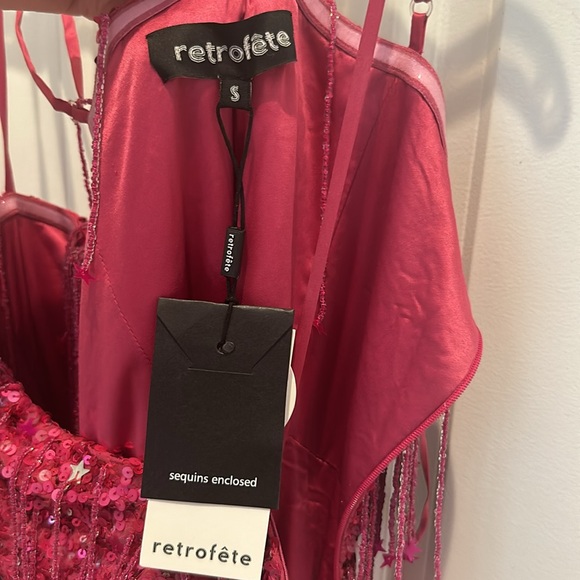 retrofête
S
retrofête
sequins enclosed
retrofête